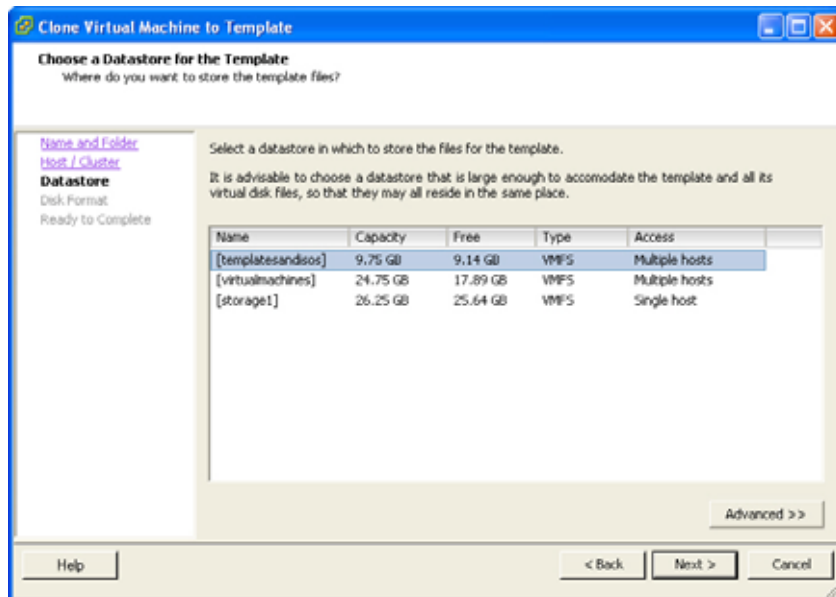 Clone Virtual Machine to Template
Choose a Datastore for the Template
Where do you want to store the template files?
Name and Folder
Host / Cluster
Datastore
Disk Format
Ready to Complete
Select a datastore in which to store the files for the template.
It is advisable to choose a datastore that is large enough to accomodate the template and all its
virtual disk files, so that they may all reside in the same place.
Name Capacity Free Type Access
[templatesandisos] 9.75 GB 9.14 GB VMFS Multiple hosts
[virtualmachines] 24.75 GB 17.89 GB VMFS Multiple hosts
[storage1] 26.25 GB 25.64 GB VMFS Single host
Advanced >>
Help
< Back
Next >
Cancel